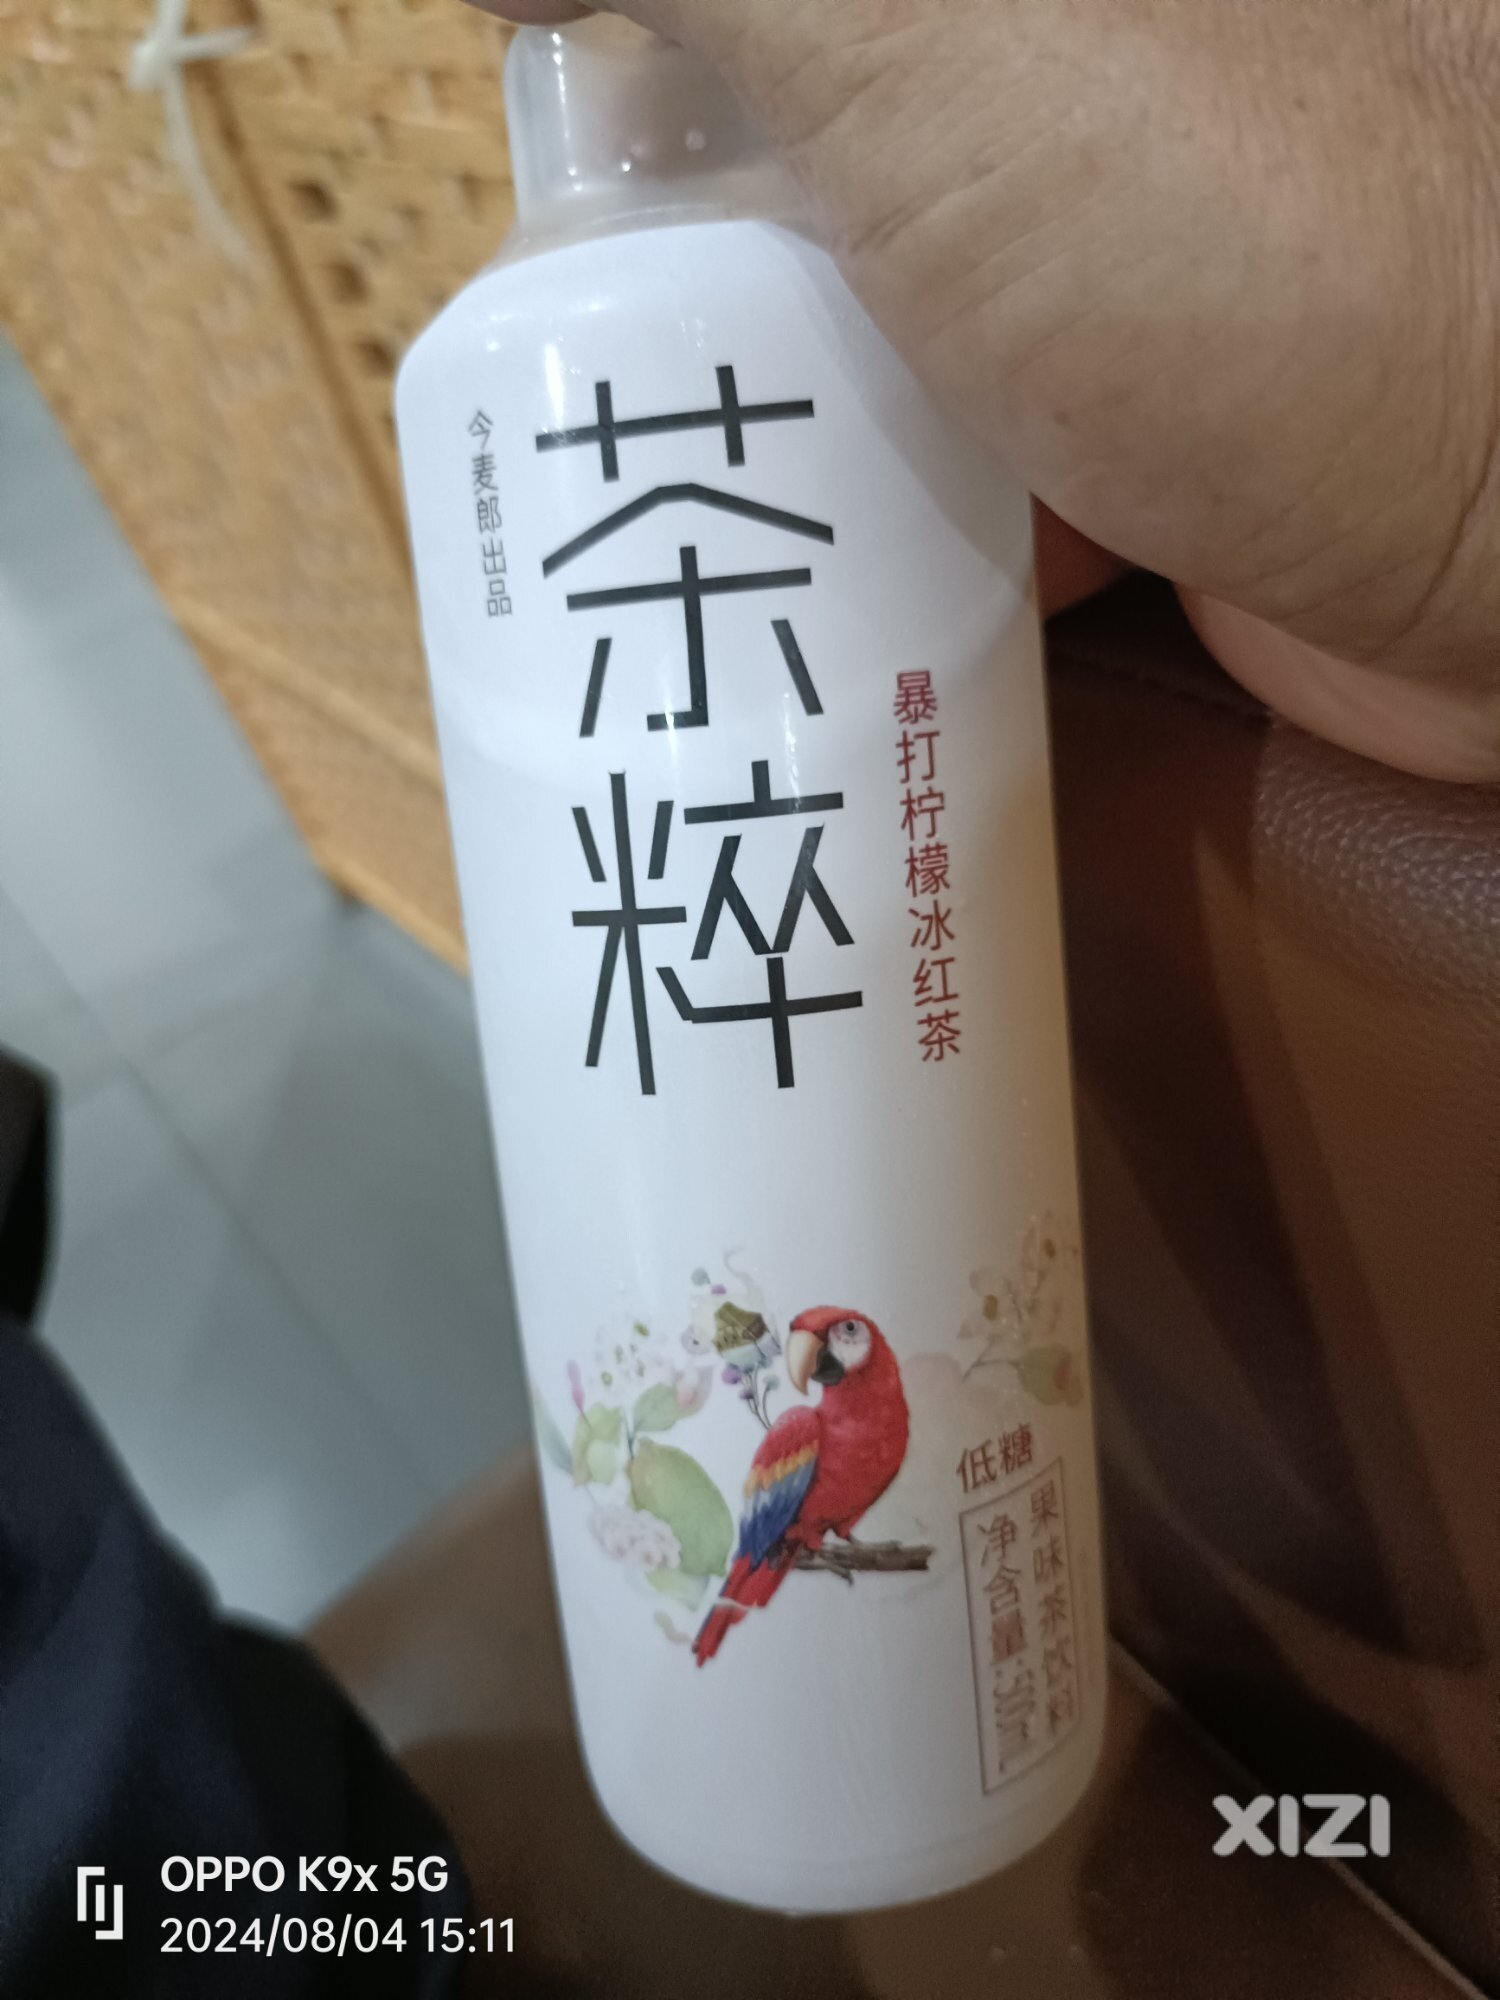 今麦郎出品
茶粹
暴打柠檬冰红茶
低糖
果味茶饮料
净含量:500mL
XIZI
OPPO K9x 5G
2024/08/04 15:11